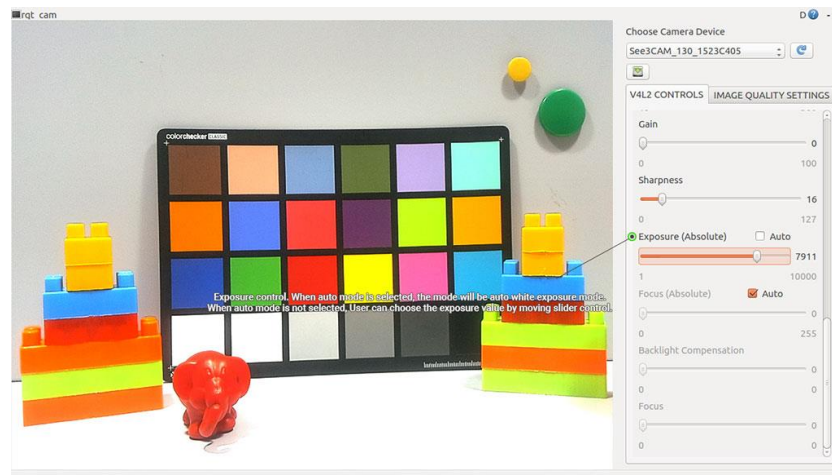 rqt_cam
D
Choose Camera Device
See3CAM_130_1523C405
V4L2 CONTROLS
IMAGE QUALITY SETTINGS
Gain
0
0
100
Sharpness
16
0
127
Exposure (Absolute)
Auto
7911
1
10000
Focus (Absolute)
Auto
0
0
255
Backlight Compensation
0
0
0
Focus
0
0
0
colorchecker CLASSIC
Exposure control. When auto mode is selected, the mode will be auto white exposure mode.
When auto mode is not selected, User can choose the exposure value by moving slider control.